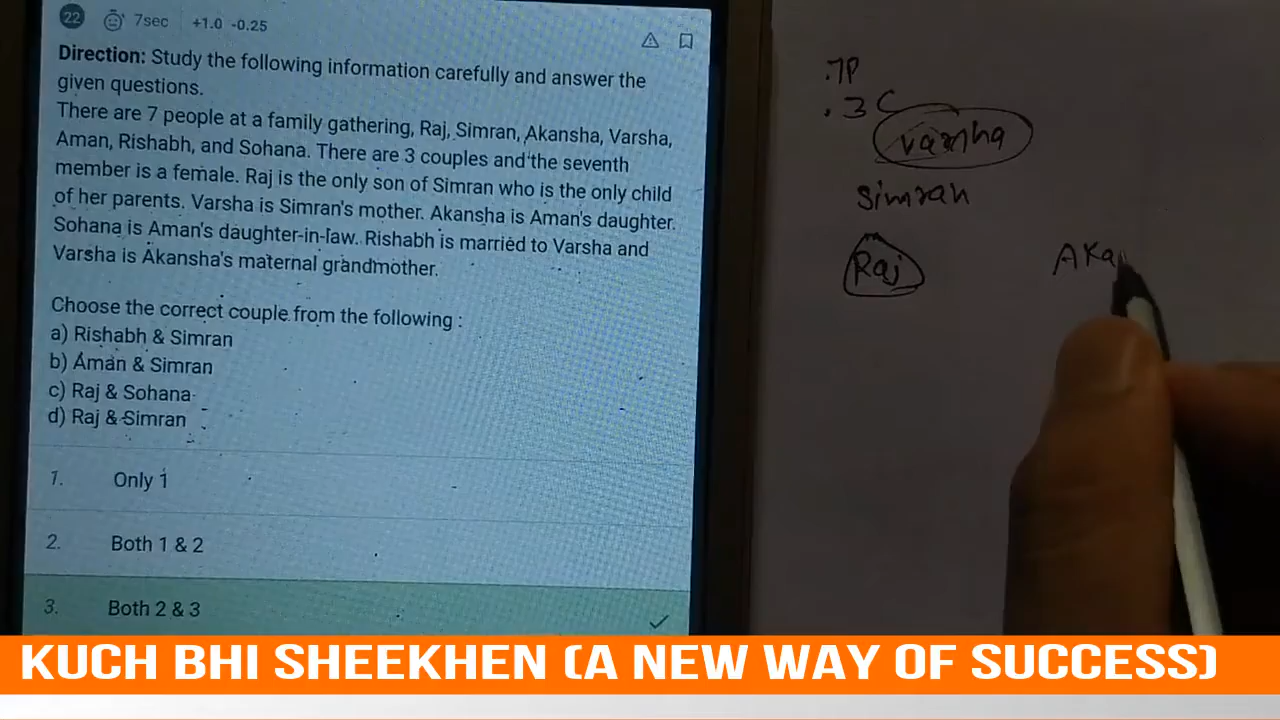 22 7sec +1.0 -0.25
Direction: Study the following information carefully and answer the
given questions.
There are 7 people at a family gathering, Raj, Simran, Akansha, Varsha,
Aman, Rishabh, and Sohana. There are 3 couples and the seventh
member is a female. Raj is the only son of Simran who is the only child
of her parents. Varsha is Simran's mother. Akansha is Aman's daughter.
Sohana is Aman's daughter-in-law. Rishabh is married to Varsha and
Varsha is Akansha's maternal grandmother.
Choose the correct couple from the following :
a) Rishabh & Simran
b) Aman & Simran
c) Raj & Sohana
d) Raj & Simran
1. Only 1
2. Both 1 & 2
3. Both 2 & 3
.7P
.3C
Varsha
Simran
Raj
AKa
KUCH BHI SHEEKHEN (A NEW WAY OF SUCCESS)